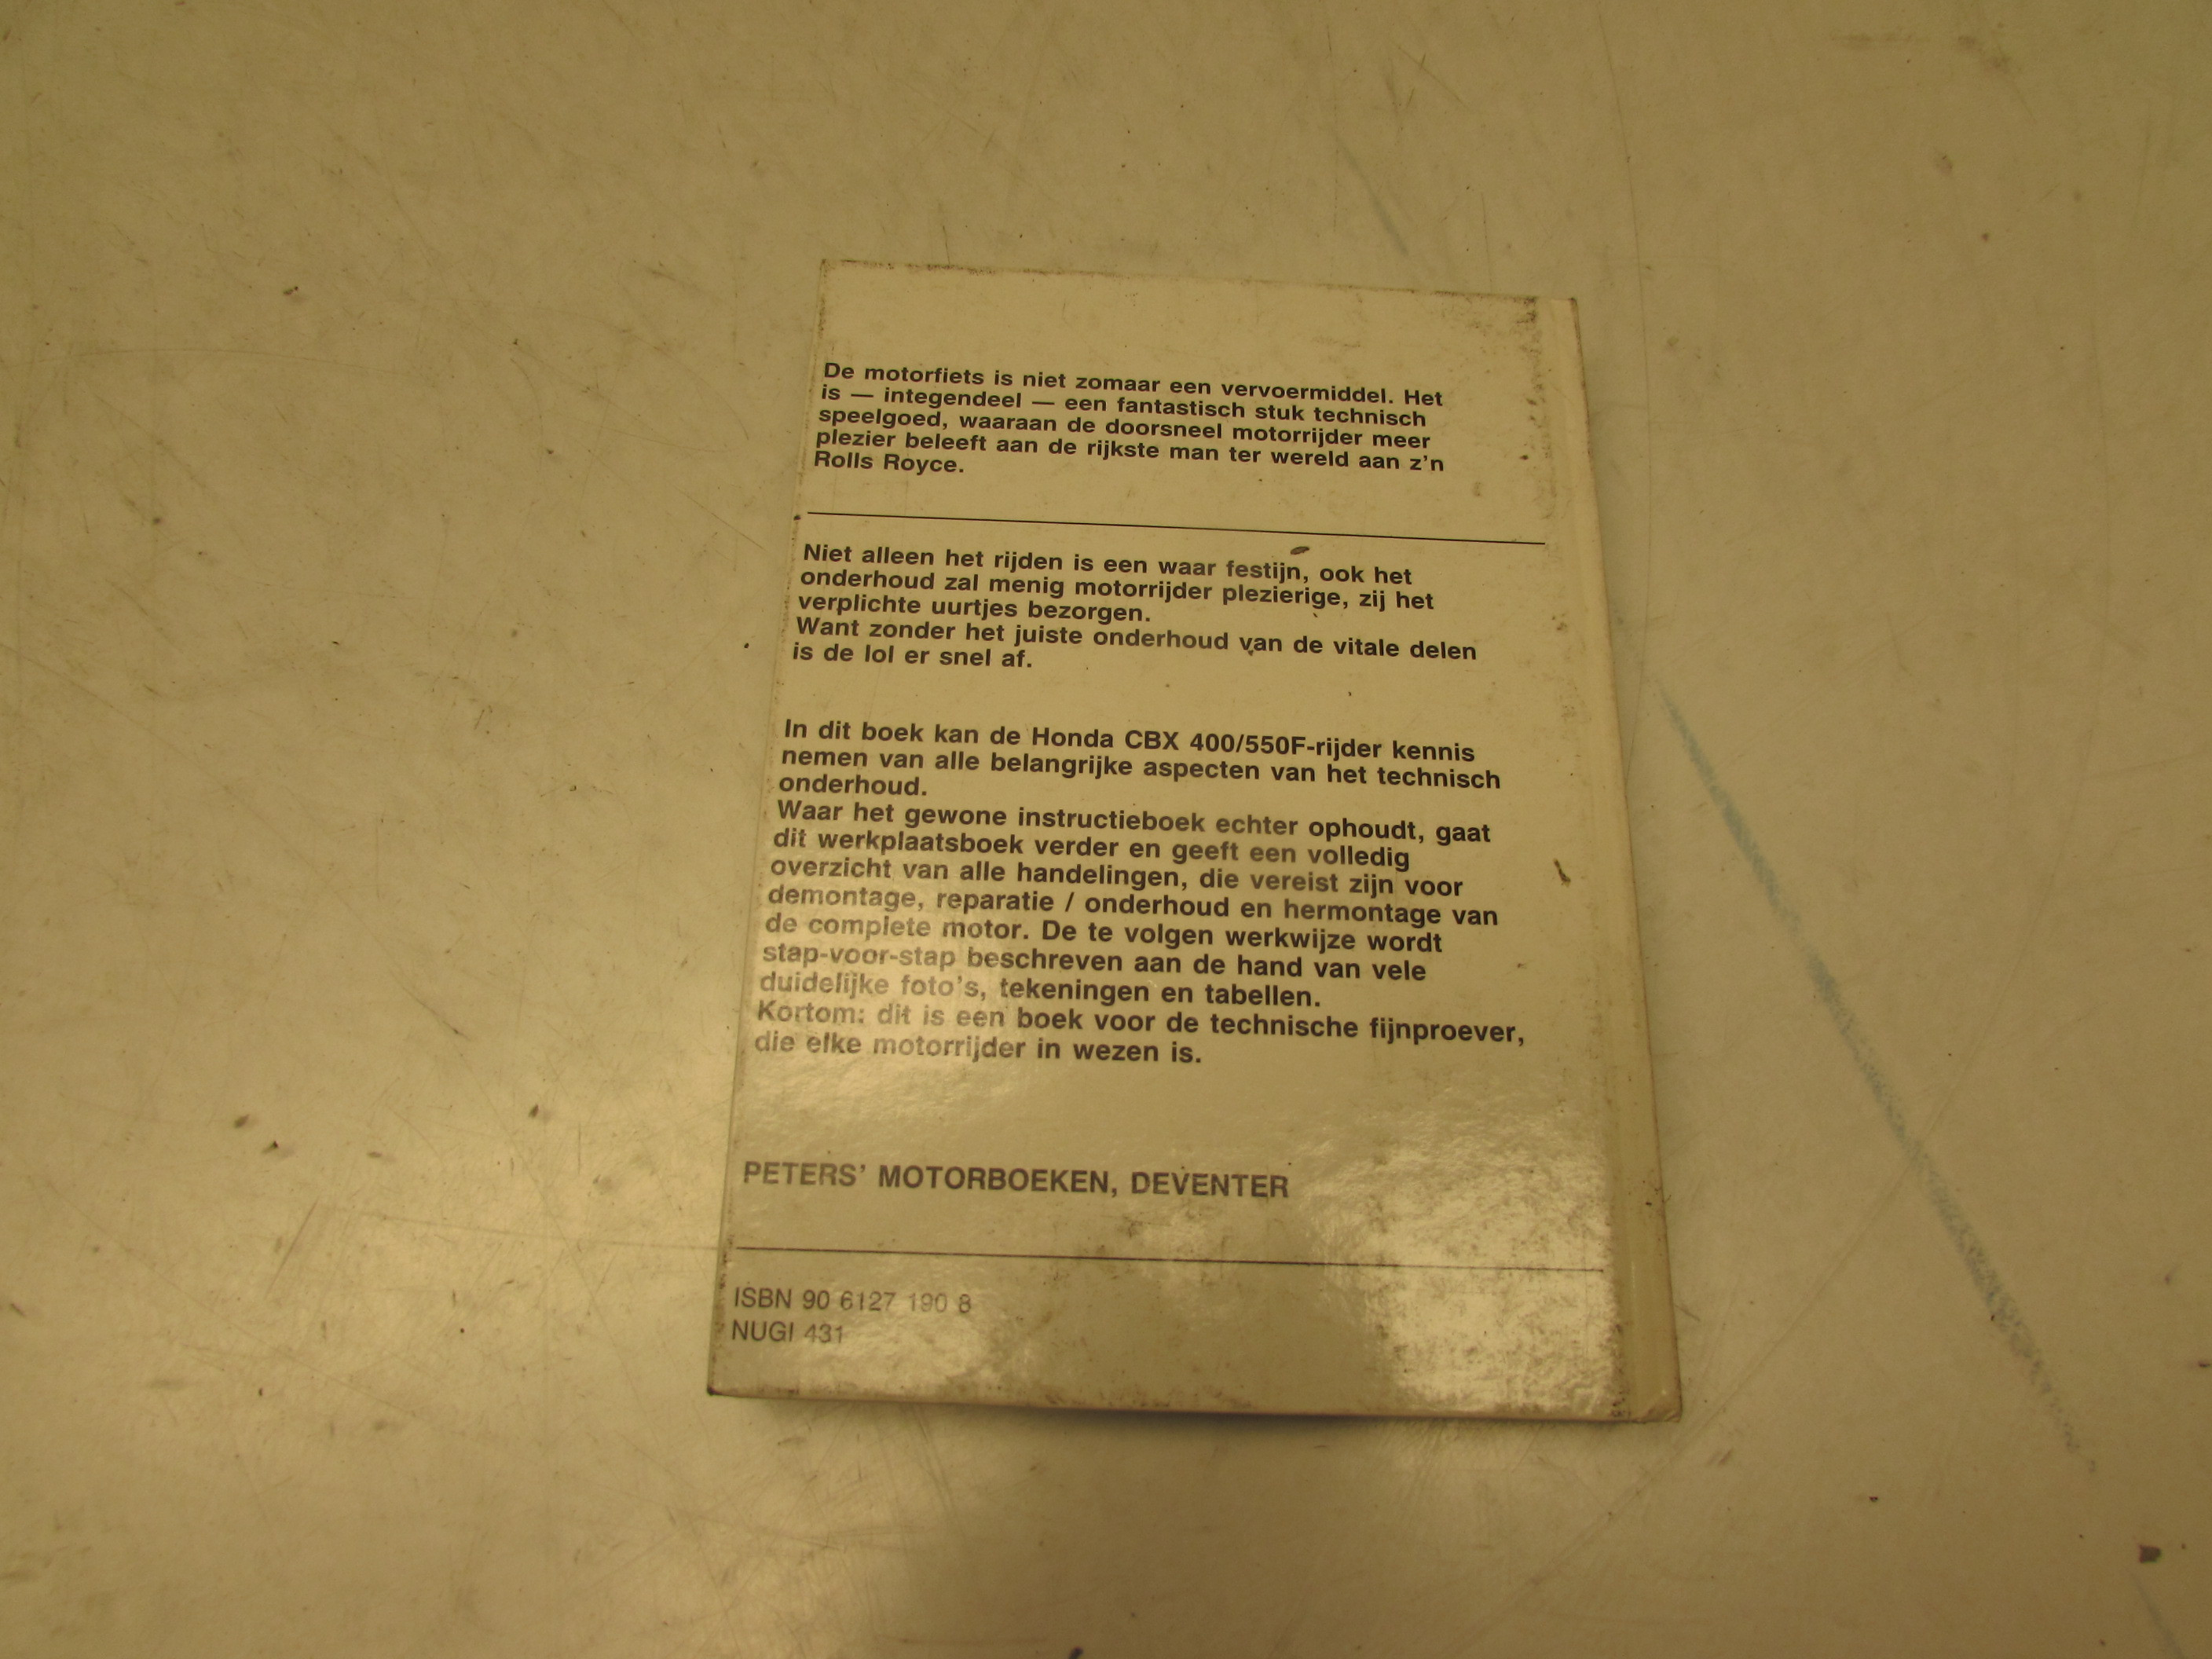 De motorfiets is niet zomaar een vervoermiddel. Het
is — integendeel — een fantastisch stuk technisch
speelgoed, waaraan de doorsneel motorrijder meer
plezier beleeft aan de rijkste man ter wereld aan z'n
Rolls Royce.
Niet alleen het rijden is een waar festijn, ook het
onderhoud zal menig motorrijder plezierige, zij het
verplichte uurtjes bezorgen.
Want zonder het juiste onderhoud van de vitale delen
is de lol er snel af.
In dit boek kan de Honda CBX 400/550F-rijder kennis
nemen van alle belangrijke aspecten van het technisch
onderhoud.
Waar het gewone instructieboek echter ophoudt, gaat
dit werkplaatsboek verder en geeft een volledig
overzicht van alle handelingen, die vereist zijn voor
demontage, reparatie / onderhoud en hermontage van
de complete motor. De te volgen werkwijze wordt
stap-voor-stap beschreven aan de hand van vele
duidelijke foto's, tekeningen en tabellen.
Kortom: dit is een boek voor de technische fijnproever,
die elke motorrijder in wezen is.
PETERS' MOTORBOEKEN, DEVENTER
ISBN 90 6127 190 8
NUGI 431